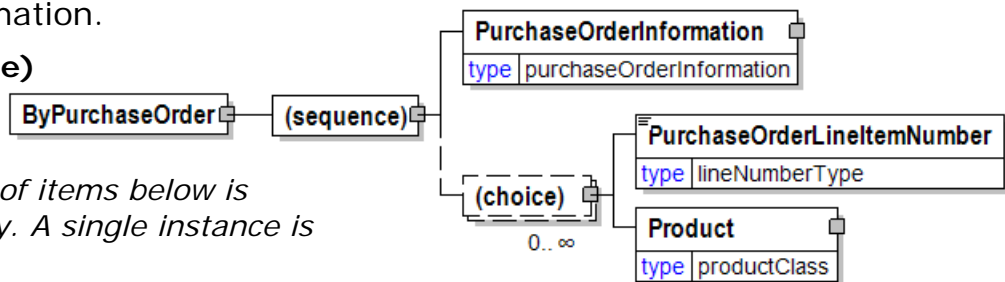 nation.
e)
of items below is
y. A single instance is
ByPurchaseOrder
(sequence)
PurchaseOrderInformation
type purchaseOrderInformation
(choice)
0.. ∞
PurchaseOrderLineItemNumber
type lineNumberType
Product
type productClass